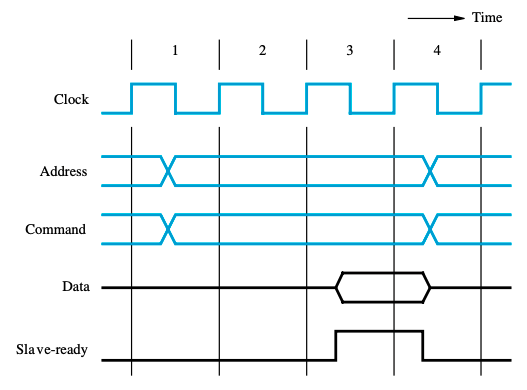 Time
1 2 3 4
Clock
Address
Command
Data
Slave-ready